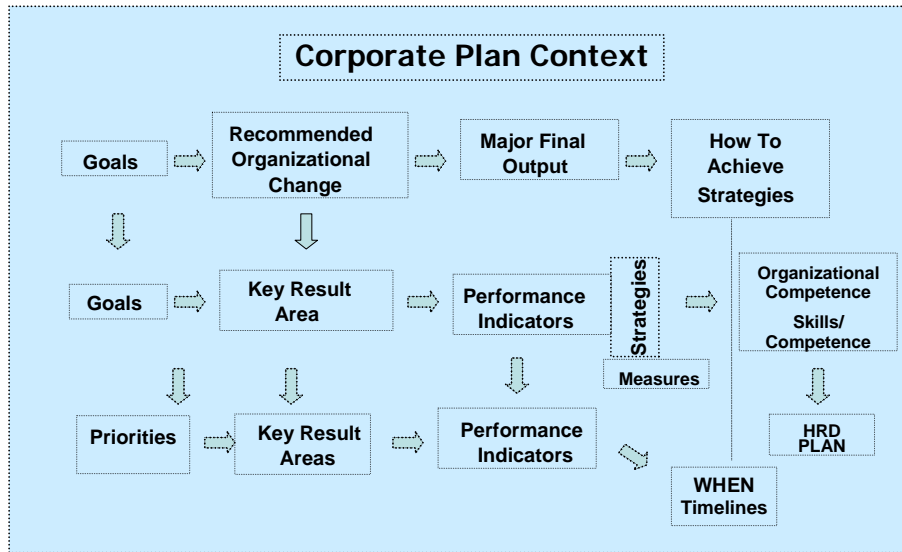 Corporate Plan Context
Goals
Recommended
Organizational
Change
Major Final
Output
How To
Achieve
Strategies
Goals
Key Result
Area
Performance
Indicators
Strategies
Measures
Organizational
Competence
Skills/
Competence
Priorities
Key Result
Areas
Performance
Indicators
WHEN
Timelines
HRD
PLAN